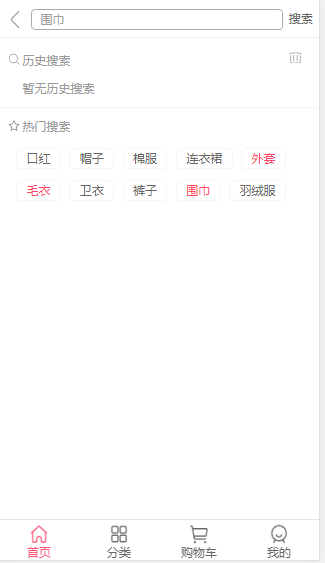 围巾 搜索
历史搜索
暂无历史搜索
热门搜索
口红 帽子 棉服 连衣裙 外套
毛衣 卫衣 裤子 围巾 羽绒服
首页 分类 购物车 我的